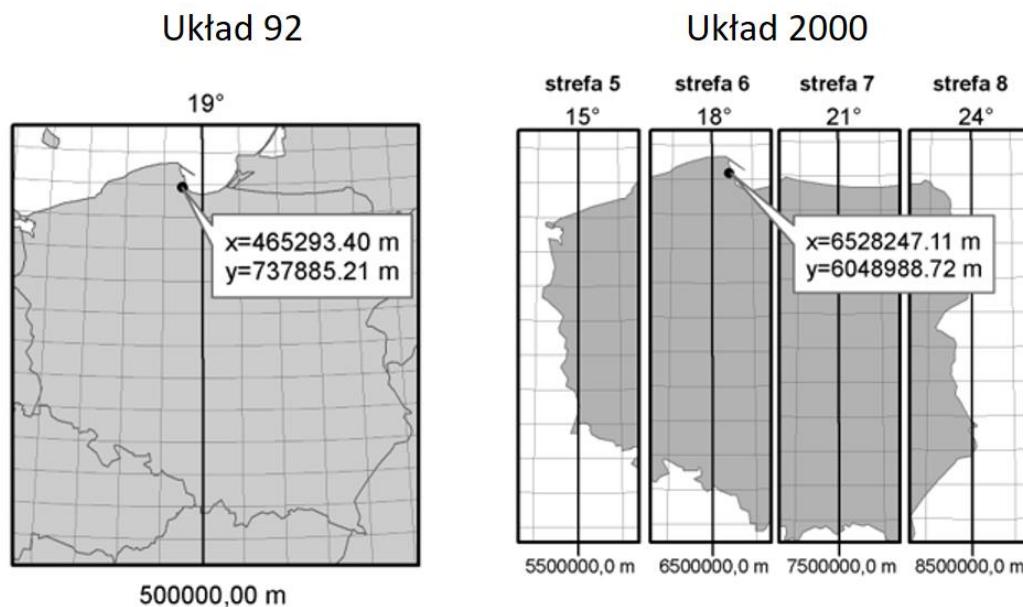 Układ 92
19°
x=465293.40 m
y=737885.21 m
500000,00 m
Układ 2000
strefa 5 strefa 6 strefa 7 strefa 8
15° 18° 21° 24°
x=6528247.11 m
y=6048988.72 m
5500000,0 m 6500000,0 m 7500000,0 m 8500000,0 m